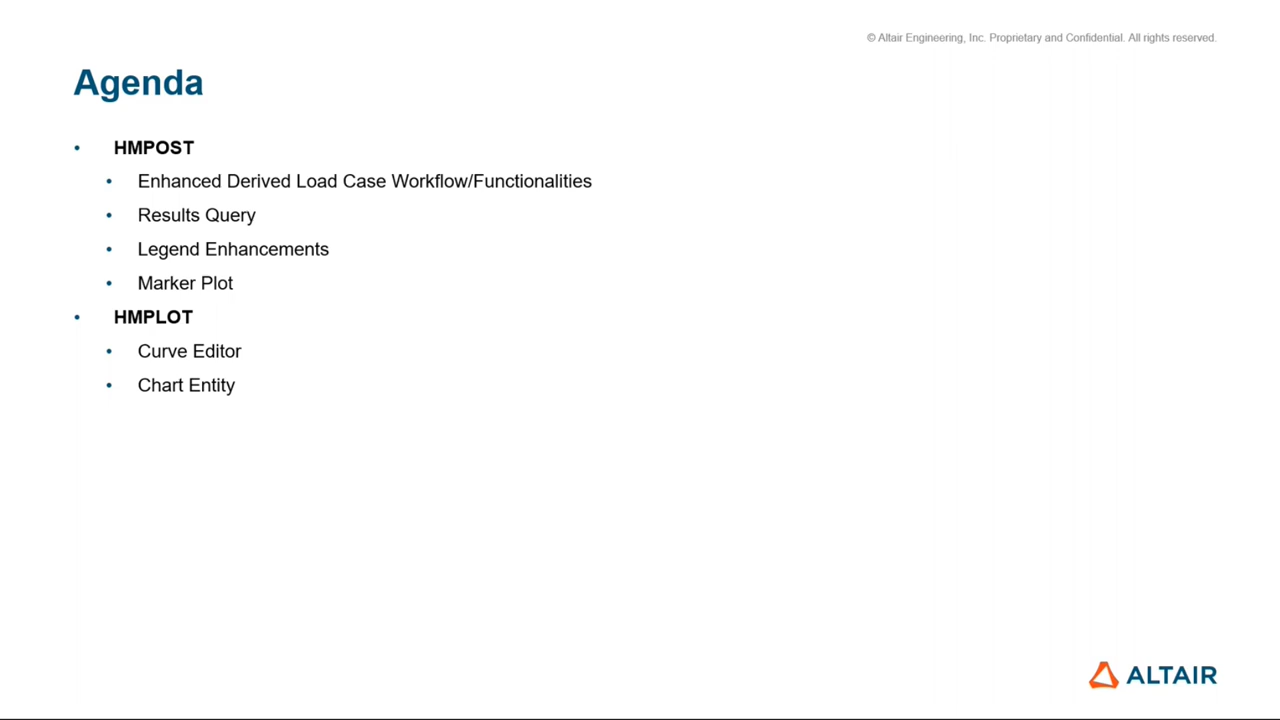 © Altair Engineering, Inc. Proprietary and Confidential. All rights reserved.
Agenda
• HMPOST
• Enhanced Derived Load Case Workflow/Functionalities
• Results Query
• Legend Enhancements
• Marker Plot
• HMPLOT
• Curve Editor
• Chart Entity
ALTAIR